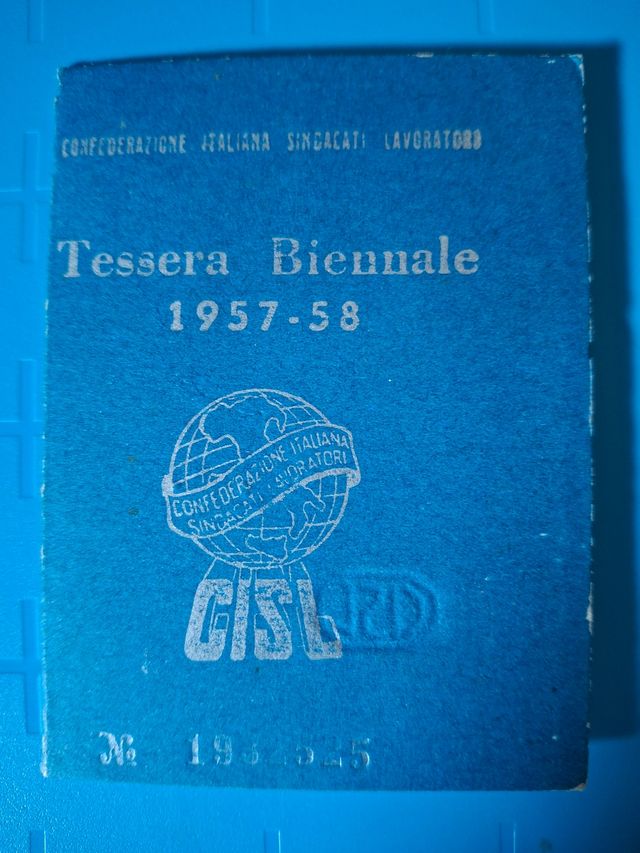 CONFEDERAZIONE ITALIANA SINDACATI LAVORATORI
Tessera Biennale
1957-58
CONFEDERAZIONE ITALIANA
SINDACATI LAVORATORI
CISL
№